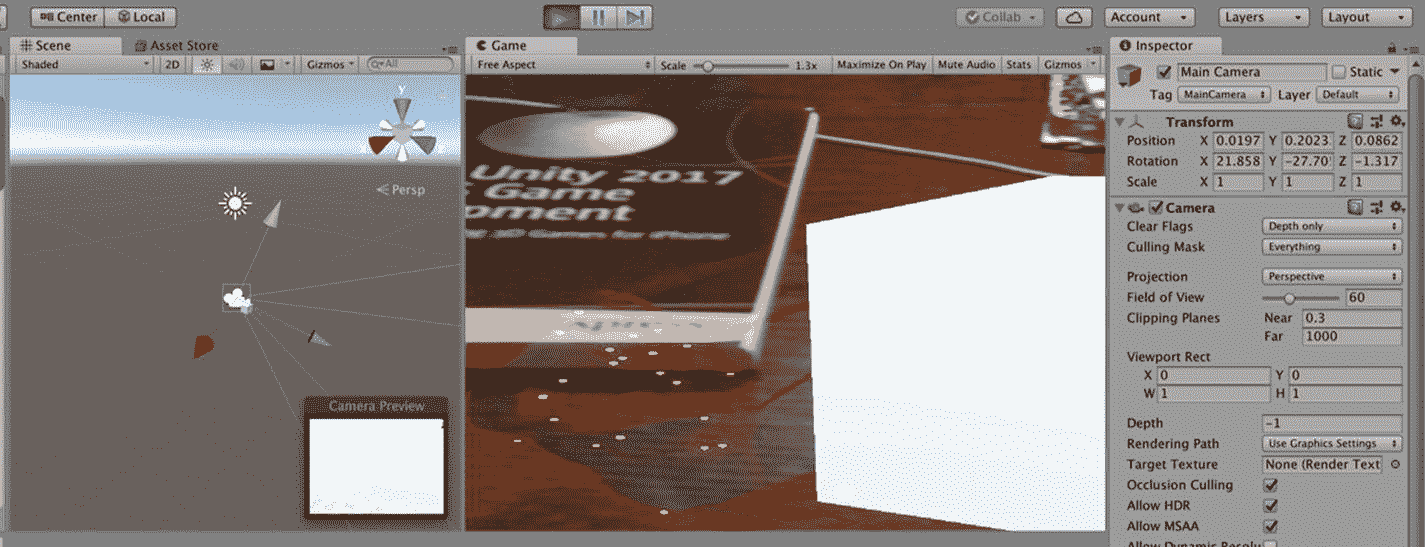 Center Local Collab Account Layers Layout
Scene Asset Store
Shaded 2D Gizmos All
y
Persp
Camera Preview
Game
Free Aspect Scale 1.3x Maximize On Play Mute Audio Stats Gizmos
Unity 2017
Game
opment
3D Games for iPhone
Inspector
Main Camera Static
Tag MainCamera Layer Default
Transform
Position X 0.0197 Y 0.2023 Z 0.0862
Rotation X 21.858 Y -27.70 Z -1.317
Scale X 1 Y 1 Z 1
Camera
Clear Flags Depth only
Culling Mask Everything
Projection Perspective
Field of View 60
Clipping Planes Near 0.3
Far 1000
Viewport Rect
X 0 Y 0
W 1 H 1
Depth -1
Rendering Path Use Graphics Settings
Target Texture None (Render Text
Occlusion Culling
Allow HDR
Allow MSAA
Allow Dynamic Resolu